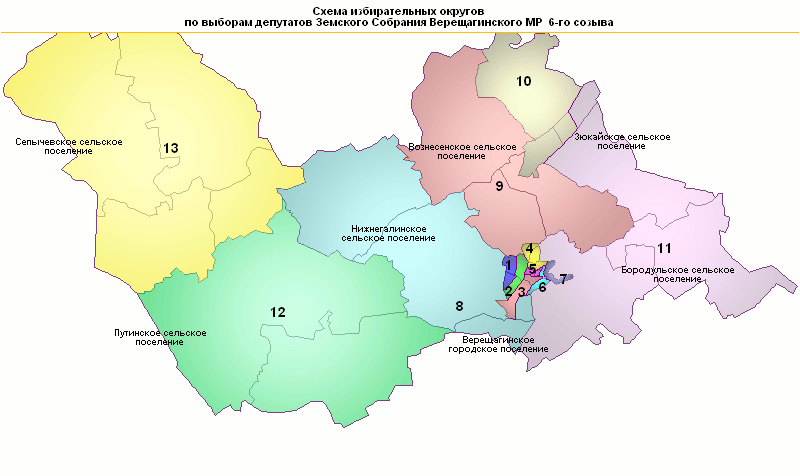 Схема избирательных округов
по выборам депутатов Земского Собрания Верещагинского МР 6-го созыва
10
Зюкайское сельское
поселение
Сепычевское сельское
поселение
13
Вознесенское сельское
поселение
9
Нижнегалинское
сельское поселение
4
11
1
5
7
Бородульское сельское
поселение
2
3
6
8
12
Путинское сельское
поселение
Верещагинское
городское поселение